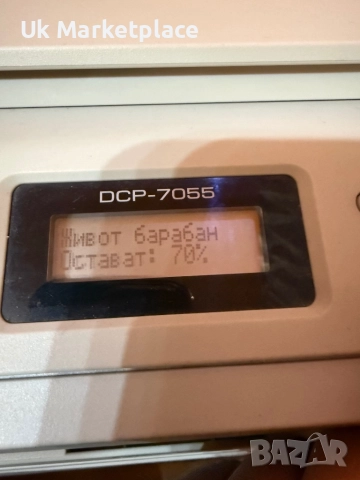 Uk Marketplace
DCP-7055
Живот барабан
Остават: 70%
BAZAR